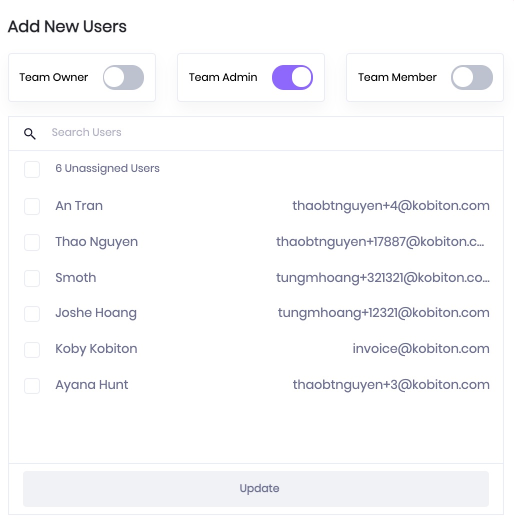 Add New Users
Team Owner
Team Admin
Team Member
Search Users
6 Unassigned Users
An Tran thaobtnguyen+4@kobiton.com
Thao Nguyen thaobtnguyen+17887@kobiton.c...
Smoth tungmhoang+321321@kobiton.co...
Joshe Hoang tungmhoang+12321@kobiton.com
Koby Kobiton invoice@kobiton.com
Ayana Hunt thaobtnguyen+3@kobiton.com
Update